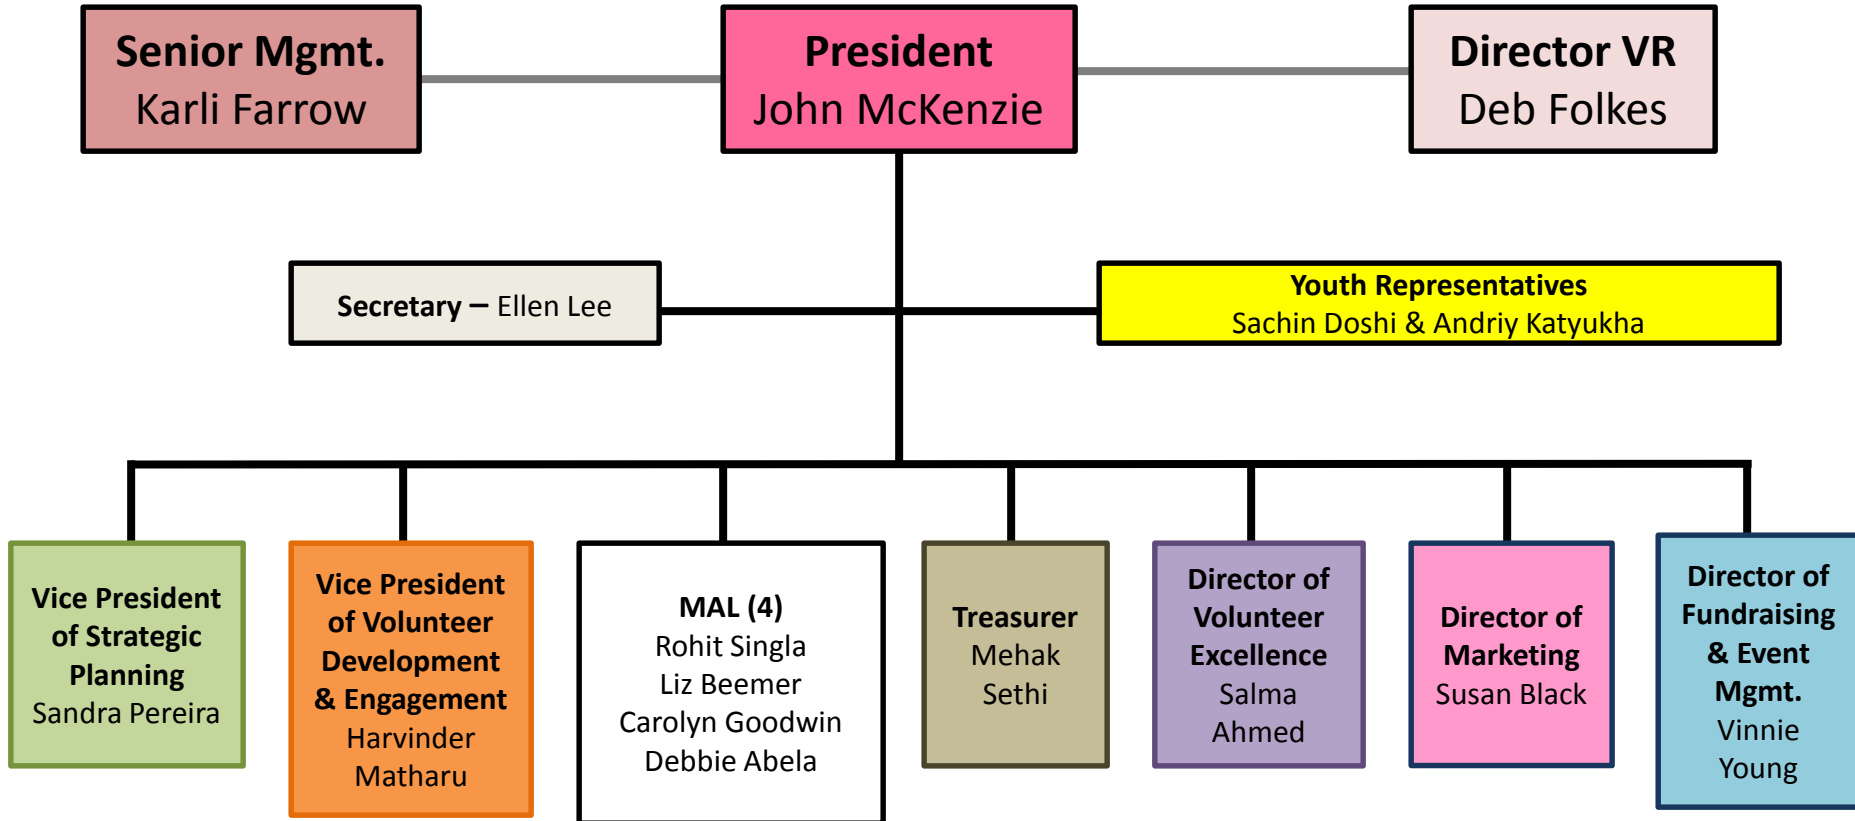 Senior Mgmt.
Karli Farrow
President
John McKenzie
Director VR
Deb Folkes
Secretary – Ellen Lee
Youth Representatives
Sachin Doshi & Andriy Katyukha
Vice President
of Strategic
Planning
Sandra Pereira
Vice President
of Volunteer
Development
& Engagement
Harvinder
Matharu
MAL (4)
Rohit Singla
Liz Beemer
Carolyn Goodwin
Debbie Abela
Treasurer
Mehak
Sethi
Director of
Volunteer
Excellence
Salma
Ahmed
Director of
Marketing
Susan Black
Director of
Fundraising
& Event
Mgmt.
Vinnie
Young